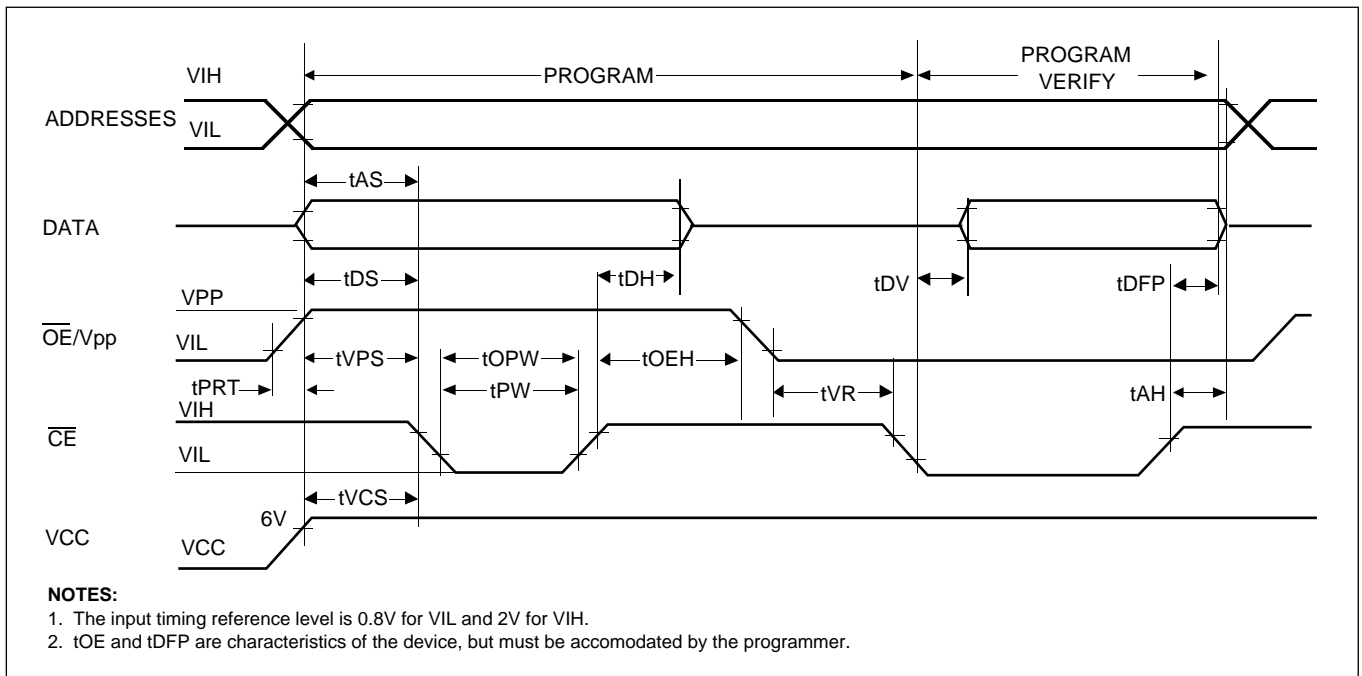 VIH
PROGRAM
PROGRAM
VERIFY
ADDRESSES
VIL
tAS
DATA
tDS
tDH
tDV
tDFP
VPP
OE/Vpp
VIL
tVPS
tOPW
tOEH
tPRT
tPW
tVR
tAH
VIH
CE
VIL
tVCS
6V
VCC
VCC
NOTES:
1. The input timing reference level is 0.8V for VIL and 2V for VIH.
2. tOE and tDFP are characteristics of the device, but must be accomodated by the programmer.